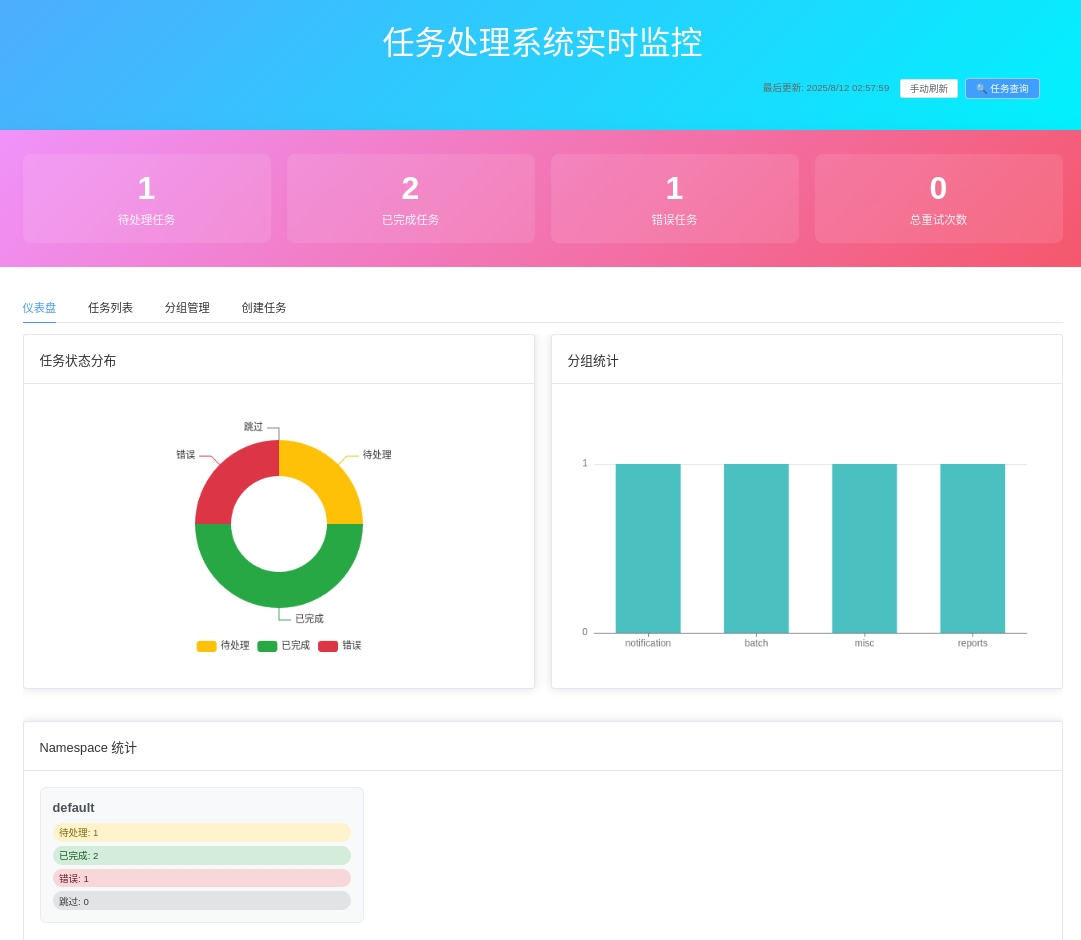 任务处理系统实时监控
最后更新: 2025/8/12 02:57:59
手动刷新
🔍 任务查询
1
待处理任务
2
已完成任务
1
错误任务
0
总重试次数
仪表盘 任务列表 分组管理 创建任务
任务状态分布
跳过
错误
待处理
已完成
待处理 已完成 错误
分组统计
1
0
notification batch misc reports
Namespace 统计
default
待处理: 1
已完成: 2
错误: 1
跳过: 0